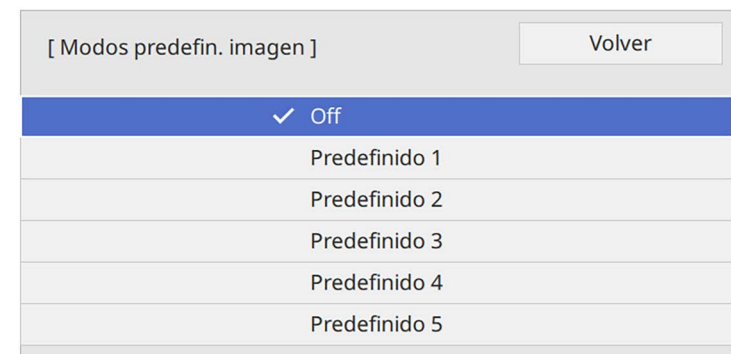 [ Modos predefin. imagen ]
Volver
Off
Predefinido 1
Predefinido 2
Predefinido 3
Predefinido 4
Predefinido 5